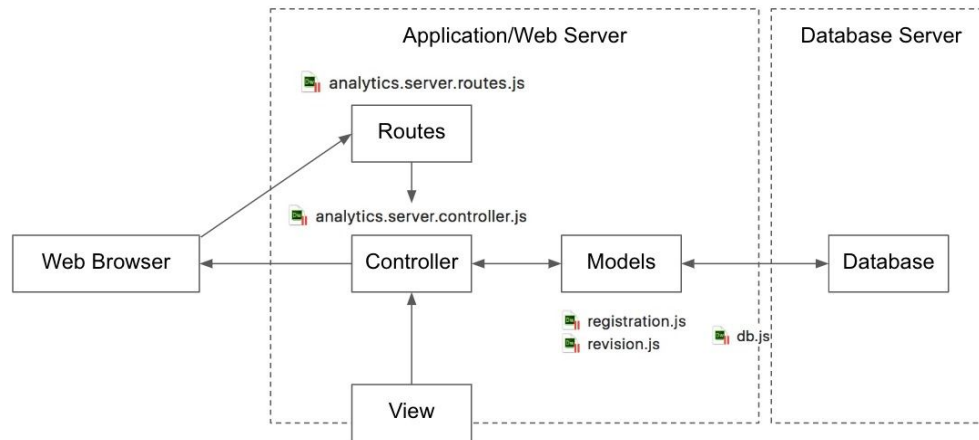 Application/Web Server
Database Server
analytics.server.routes.js
Routes
analytics.server.controller.js
Web Browser
Controller
Models
Database
registration.js
revision.js
db.js
View